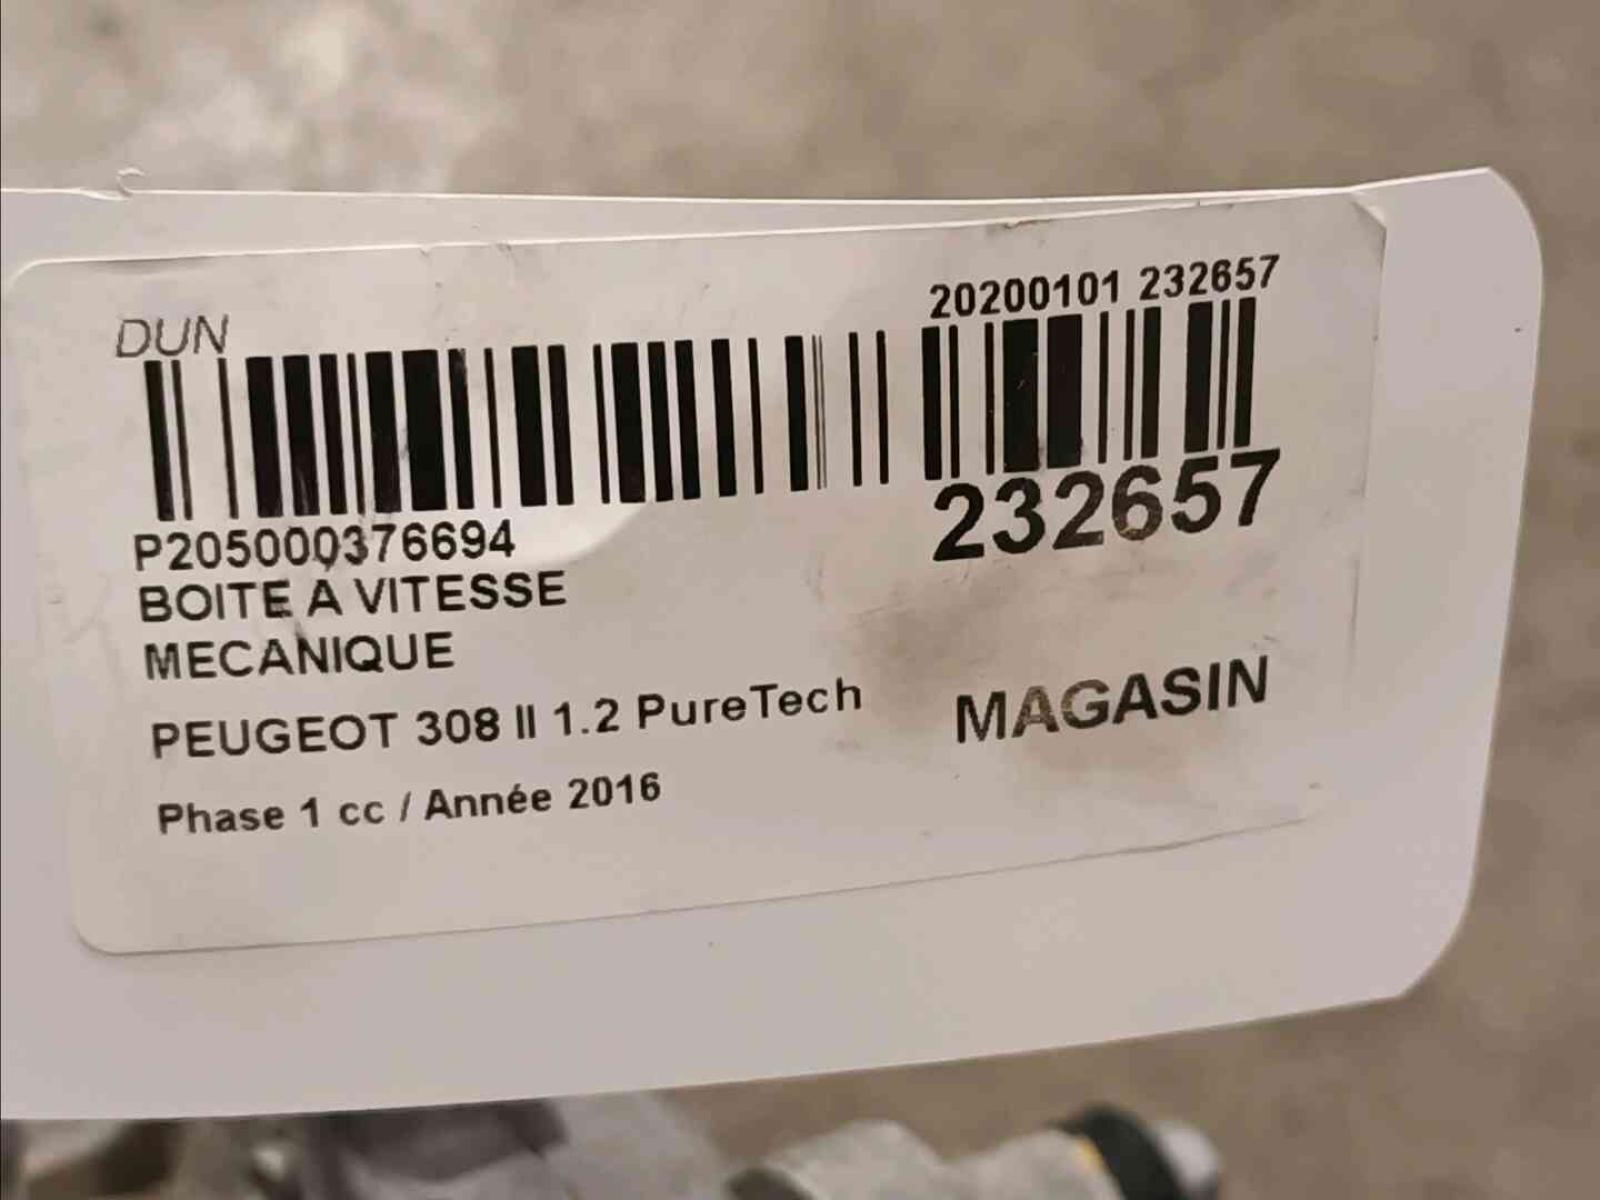 DUN
20200101 232657
232657
P205000376694
BOITE A VITESSE
MECANIQUE
PEUGEOT 308 II 1.2 PureTech
MAGASIN
Phase 1 cc / Année 2016